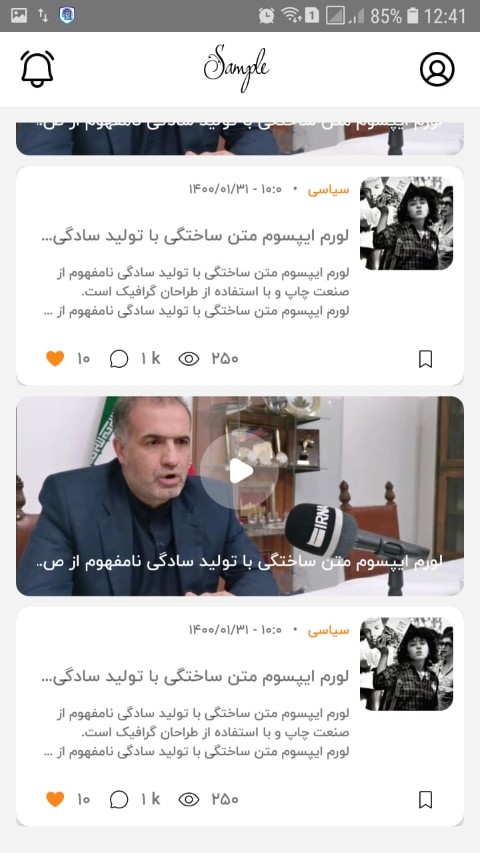 85% 12:41
Sample
لورم ایپسوم متن ساختگی با تولید سادگی نامفهوم از ص..
سیاسی • ۱۰:۰ - ۱۴۰۰/۰۱/۳۱
لورم ایپسوم متن ساختگی با تولید سادگی...
لورم ایپسوم متن ساختگی با تولید سادگی نامفهوم از
صنعت چاپ و با استفاده از طراحان گرافیک است.
لورم ایپسوم متن ساختگی با تولید سادگی نامفهوم از ...
۲۵۰ ۱ k ۱۰
IRNA
لورم ایپسوم متن ساختگی با تولید سادگی نامفهوم از ص..
سیاسی • ۱۰:۰ - ۱۴۰۰/۰۱/۳۱
لورم ایپسوم متن ساختگی با تولید سادگی...
لورم ایپسوم متن ساختگی با تولید سادگی نامفهوم از
صنعت چاپ و با استفاده از طراحان گرافیک است.
لورم ایپسوم متن ساختگی با تولید سادگی نامفهوم از ...
۲۵۰ ۱ k ۱۰